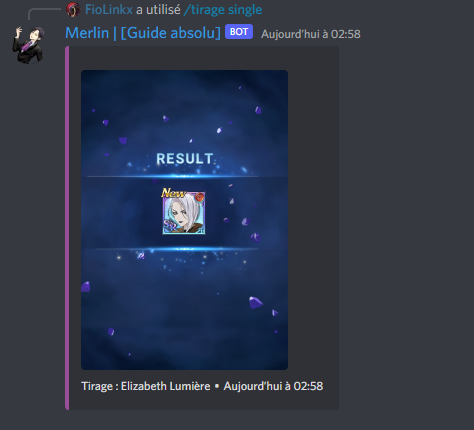 FioLinkx a utilisé /tirage single
Merlin | [Guide absolu] BOT Aujourd'hui à 02:58
RESULT
New
Tirage : Elizabeth Lumière • Aujourd'hui à 02:58